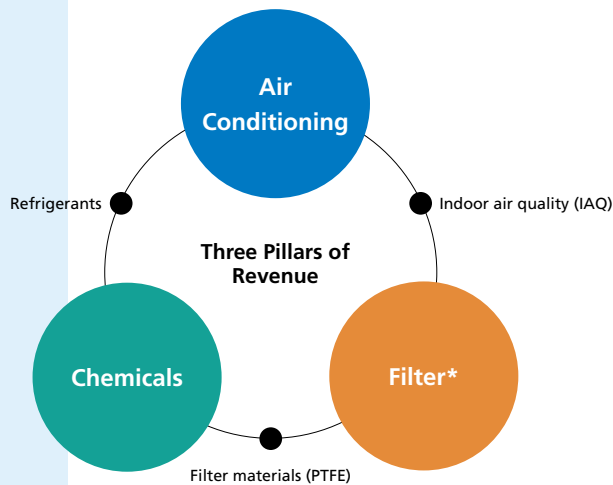 Air
Conditioning
Refrigerants
Indoor air quality (IAQ)
Three Pillars of
Revenue
Chemicals
Filter*
Filter materials (PTFE)